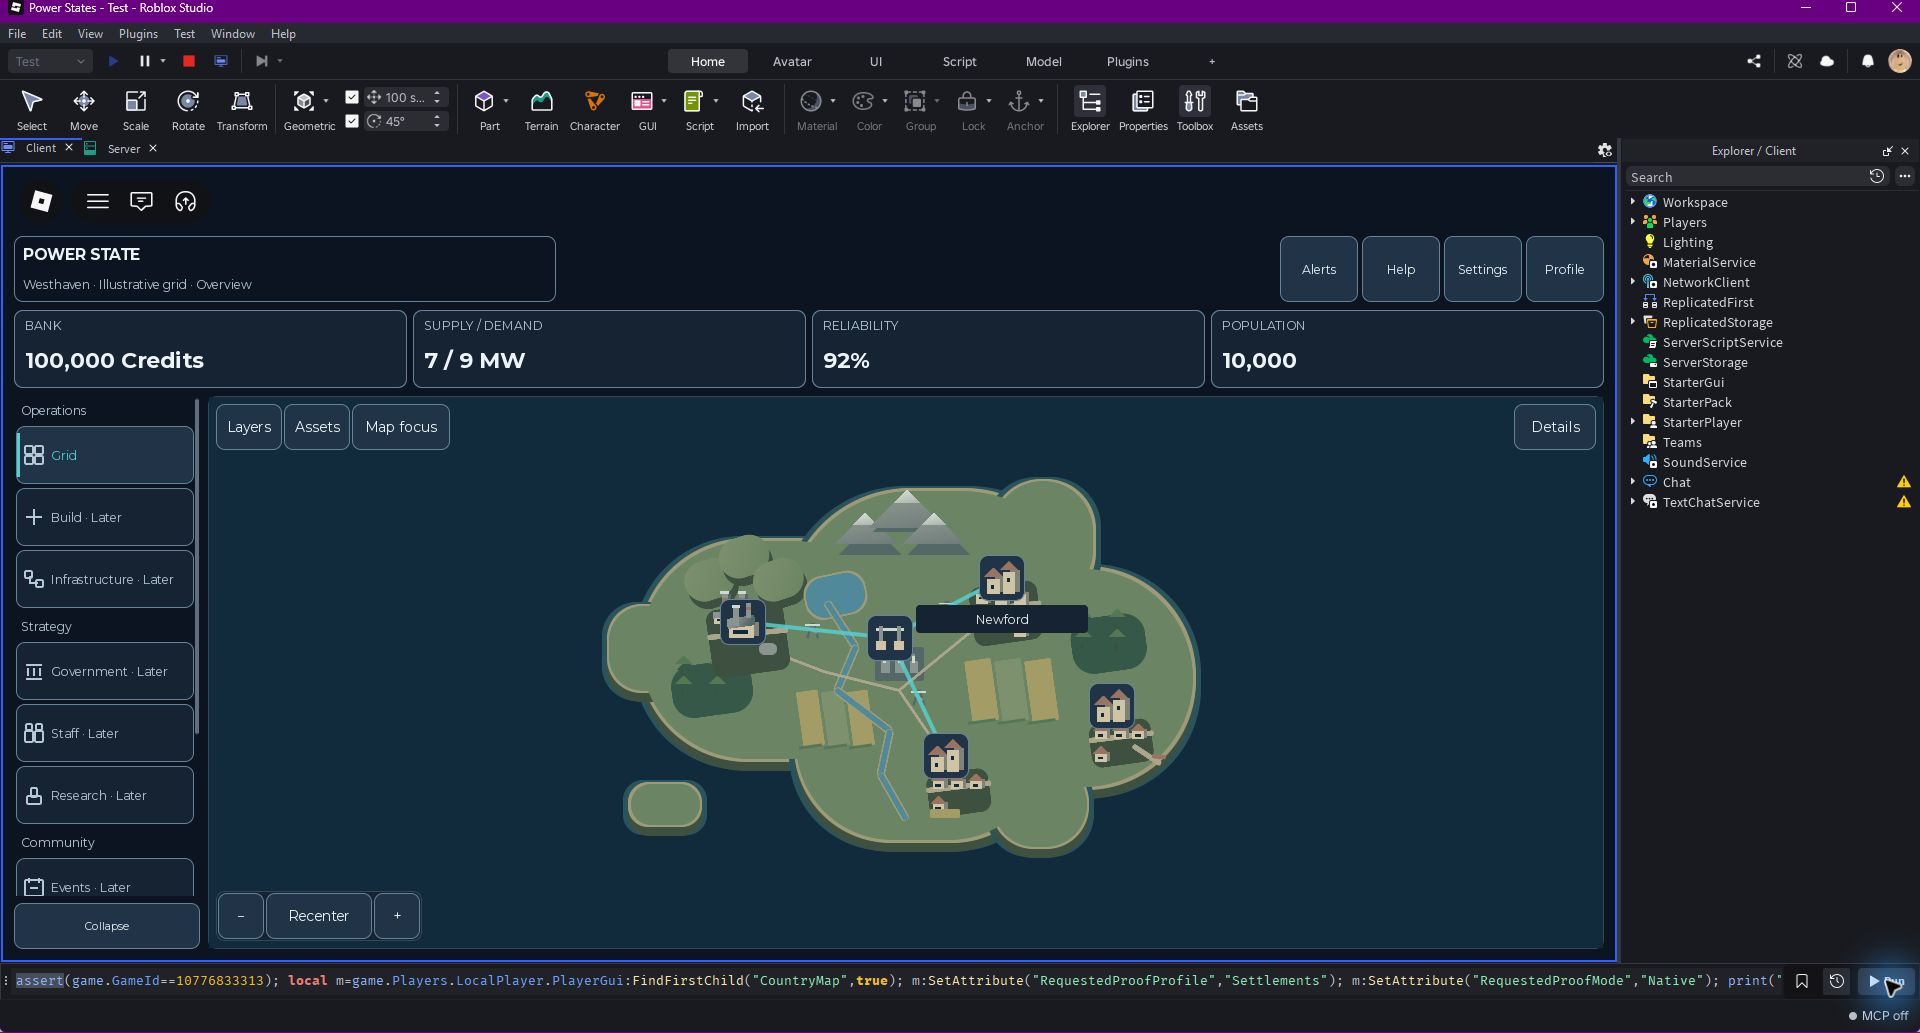 Power States - Test - Roblox Studio
File Edit View Plugins Test Window Help
Test
Home Avatar UI Script Model Plugins +
Select Move Scale Rotate Transform Geometric 100 s... 45° Part Terrain Character GUI Script Import Material Color Group Lock Anchor Explorer Properties Toolbox Assets
Client Server
Explorer / Client
Search
Workspace
Players
Lighting
MaterialService
NetworkClient
ReplicatedFirst
ReplicatedStorage
ServerScriptService
ServerStorage
StarterGui
StarterPack
StarterPlayer
Teams
SoundService
Chat
TextChatService
POWER STATE
Westhaven · Illustrative grid · Overview
Alerts Help Settings Profile
BANK
100,000 Credits
SUPPLY / DEMAND
7 / 9 MW
RELIABILITY
92%
POPULATION
10,000
Operations
Grid
Build · Later
Infrastructure · Later
Strategy
Government · Later
Staff · Later
Research · Later
Community
Events · Later
Collapse
Layers Assets Map focus
Details
Newford
− Recenter +
assert(game.GameId==10776833313); local m=game.Players.LocalPlayer.PlayerGui:FindFirstChild("CountryMap",true); m:SetAttribute("RequestedProofProfile","Settlements"); m:SetAttribute("RequestedProofMode","Native"); print("
MCP off